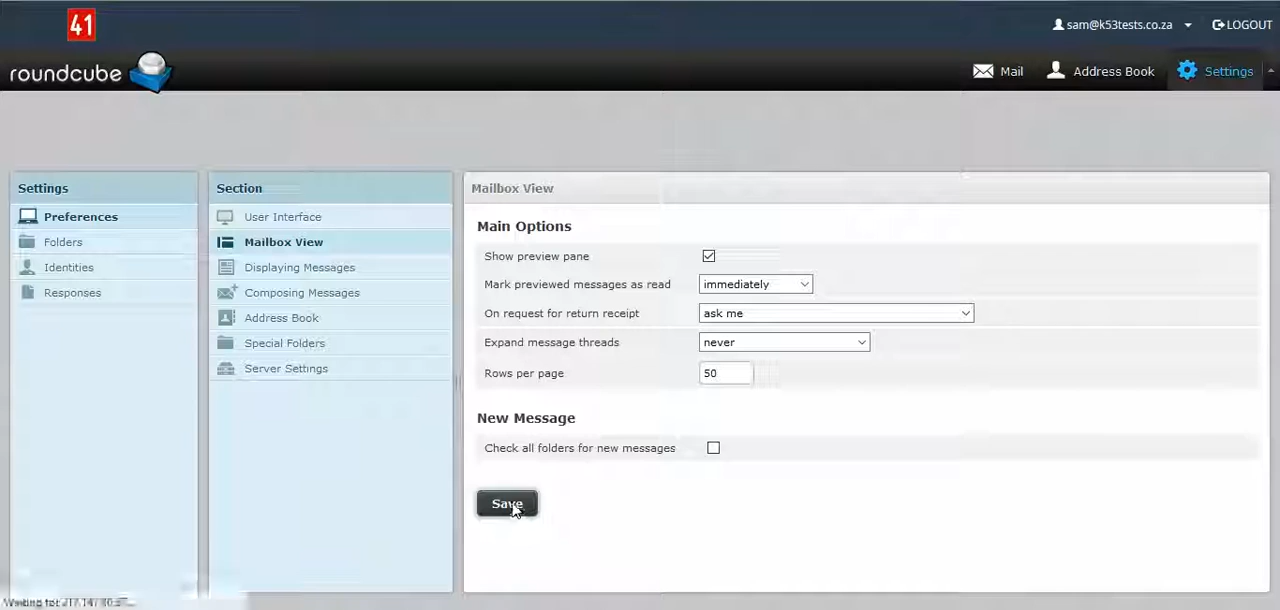 41
sam@k53tests.co.za
LOGOUT
roundcube
Mail
Address Book
Settings
Settings
Preferences
Folders
Identities
Responses
Section
User Interface
Mailbox View
Displaying Messages
Composing Messages
Address Book
Special Folders
Server Settings
Mailbox View
Main Options
Show preview pane
Mark previewed messages as read immediately
On request for return receipt ask me
Expand message threads never
Rows per page 50
New Message
Check all folders for new messages
Save
Waiting for